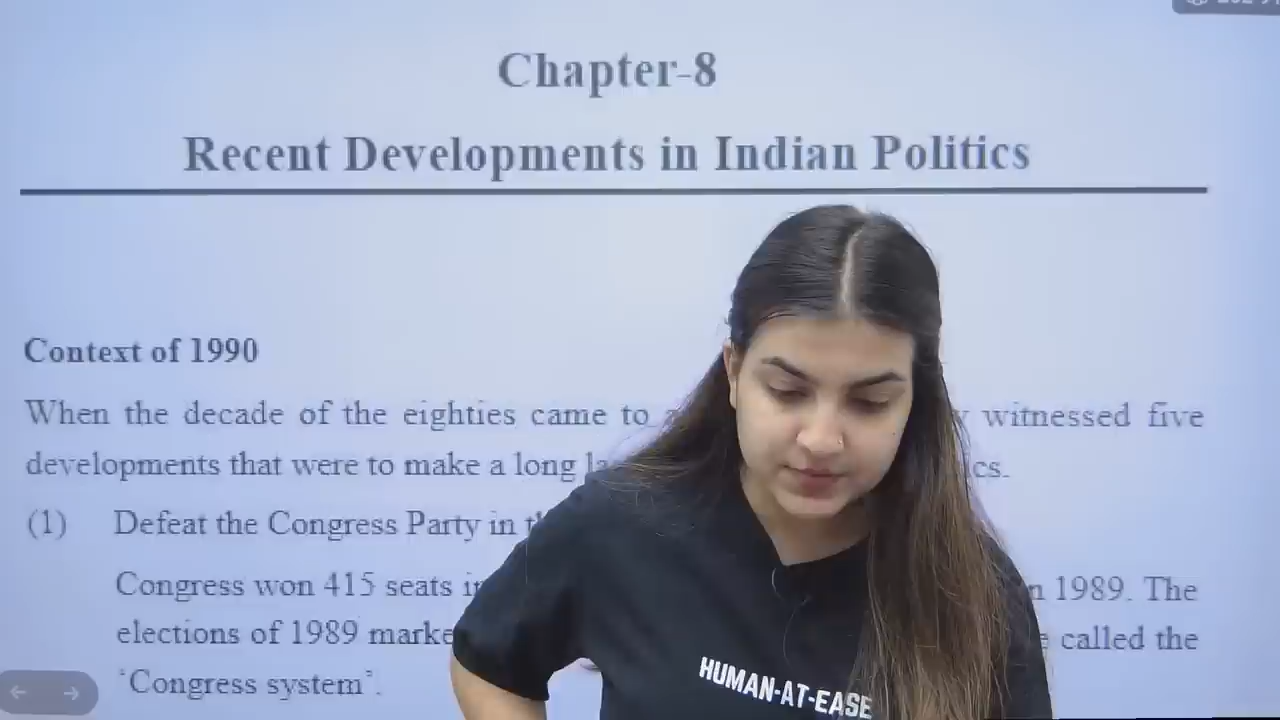 Chapter-8
Recent Developments in Indian Politics
Context of 1990
When the decade of the eighties came to witnessed five
developments that were to make a long
(1) Defeat the Congress Party in
Congress won 415 seats 1989. The
elections of 1989 called the
‘Congress system’.
HUMAN-AT-EASE